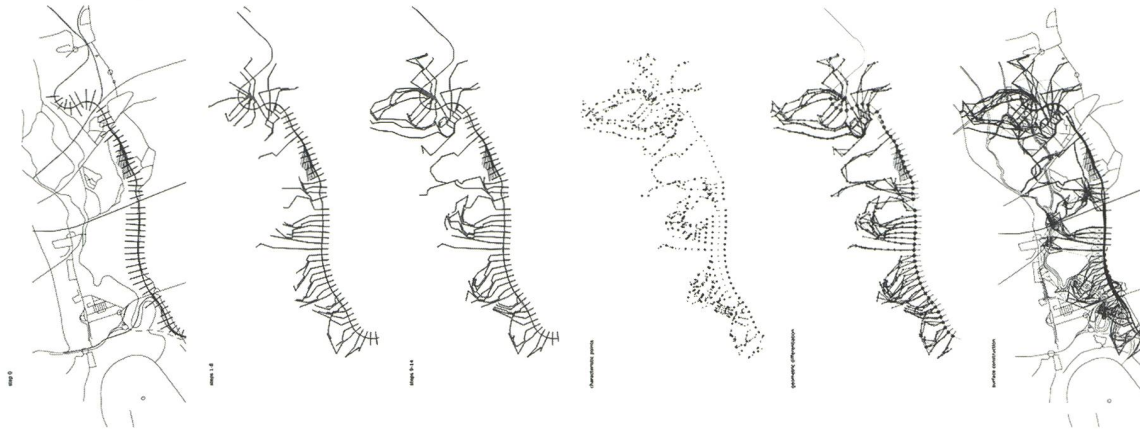 step 0
steps 1-8
steps 9-14
characteristic points
geometric differentiation
surface construction